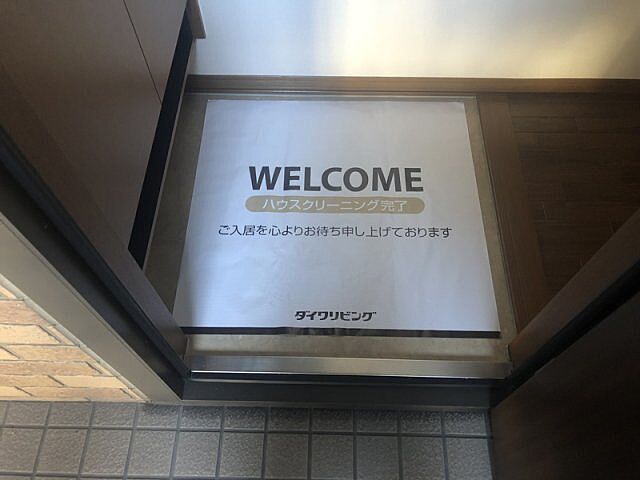 WELCOME
ハウスクリーニング完了
ご入居を心よりお待ち申し上げております
ダイワリビング